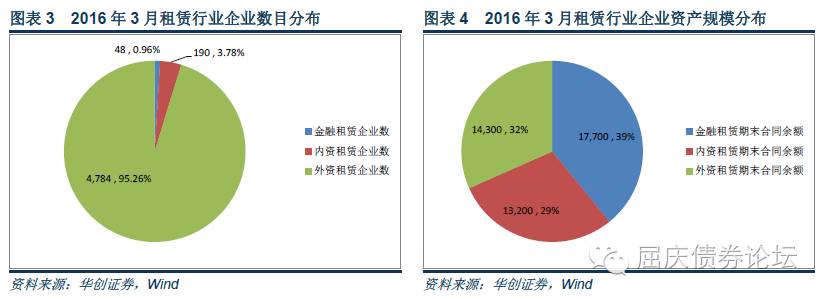 图表 3 2016 年 3 月租赁行业企业数目分布
48 , 0.96%
190 , 3.78%
4,784 , 95.26%
金融租赁企业数
内资租赁企业数
外资租赁企业数
资料来源：华创证券，Wind
图表 4 2016 年 3 月租赁行业企业资产规模分布
14,300 , 32%
17,700 , 39%
13,200 , 29%
金融租赁期末合同余额
内资租赁期末合同余额
外资租赁期末合同余额
资料来源：华创证券，Wind
屈庆债券论坛